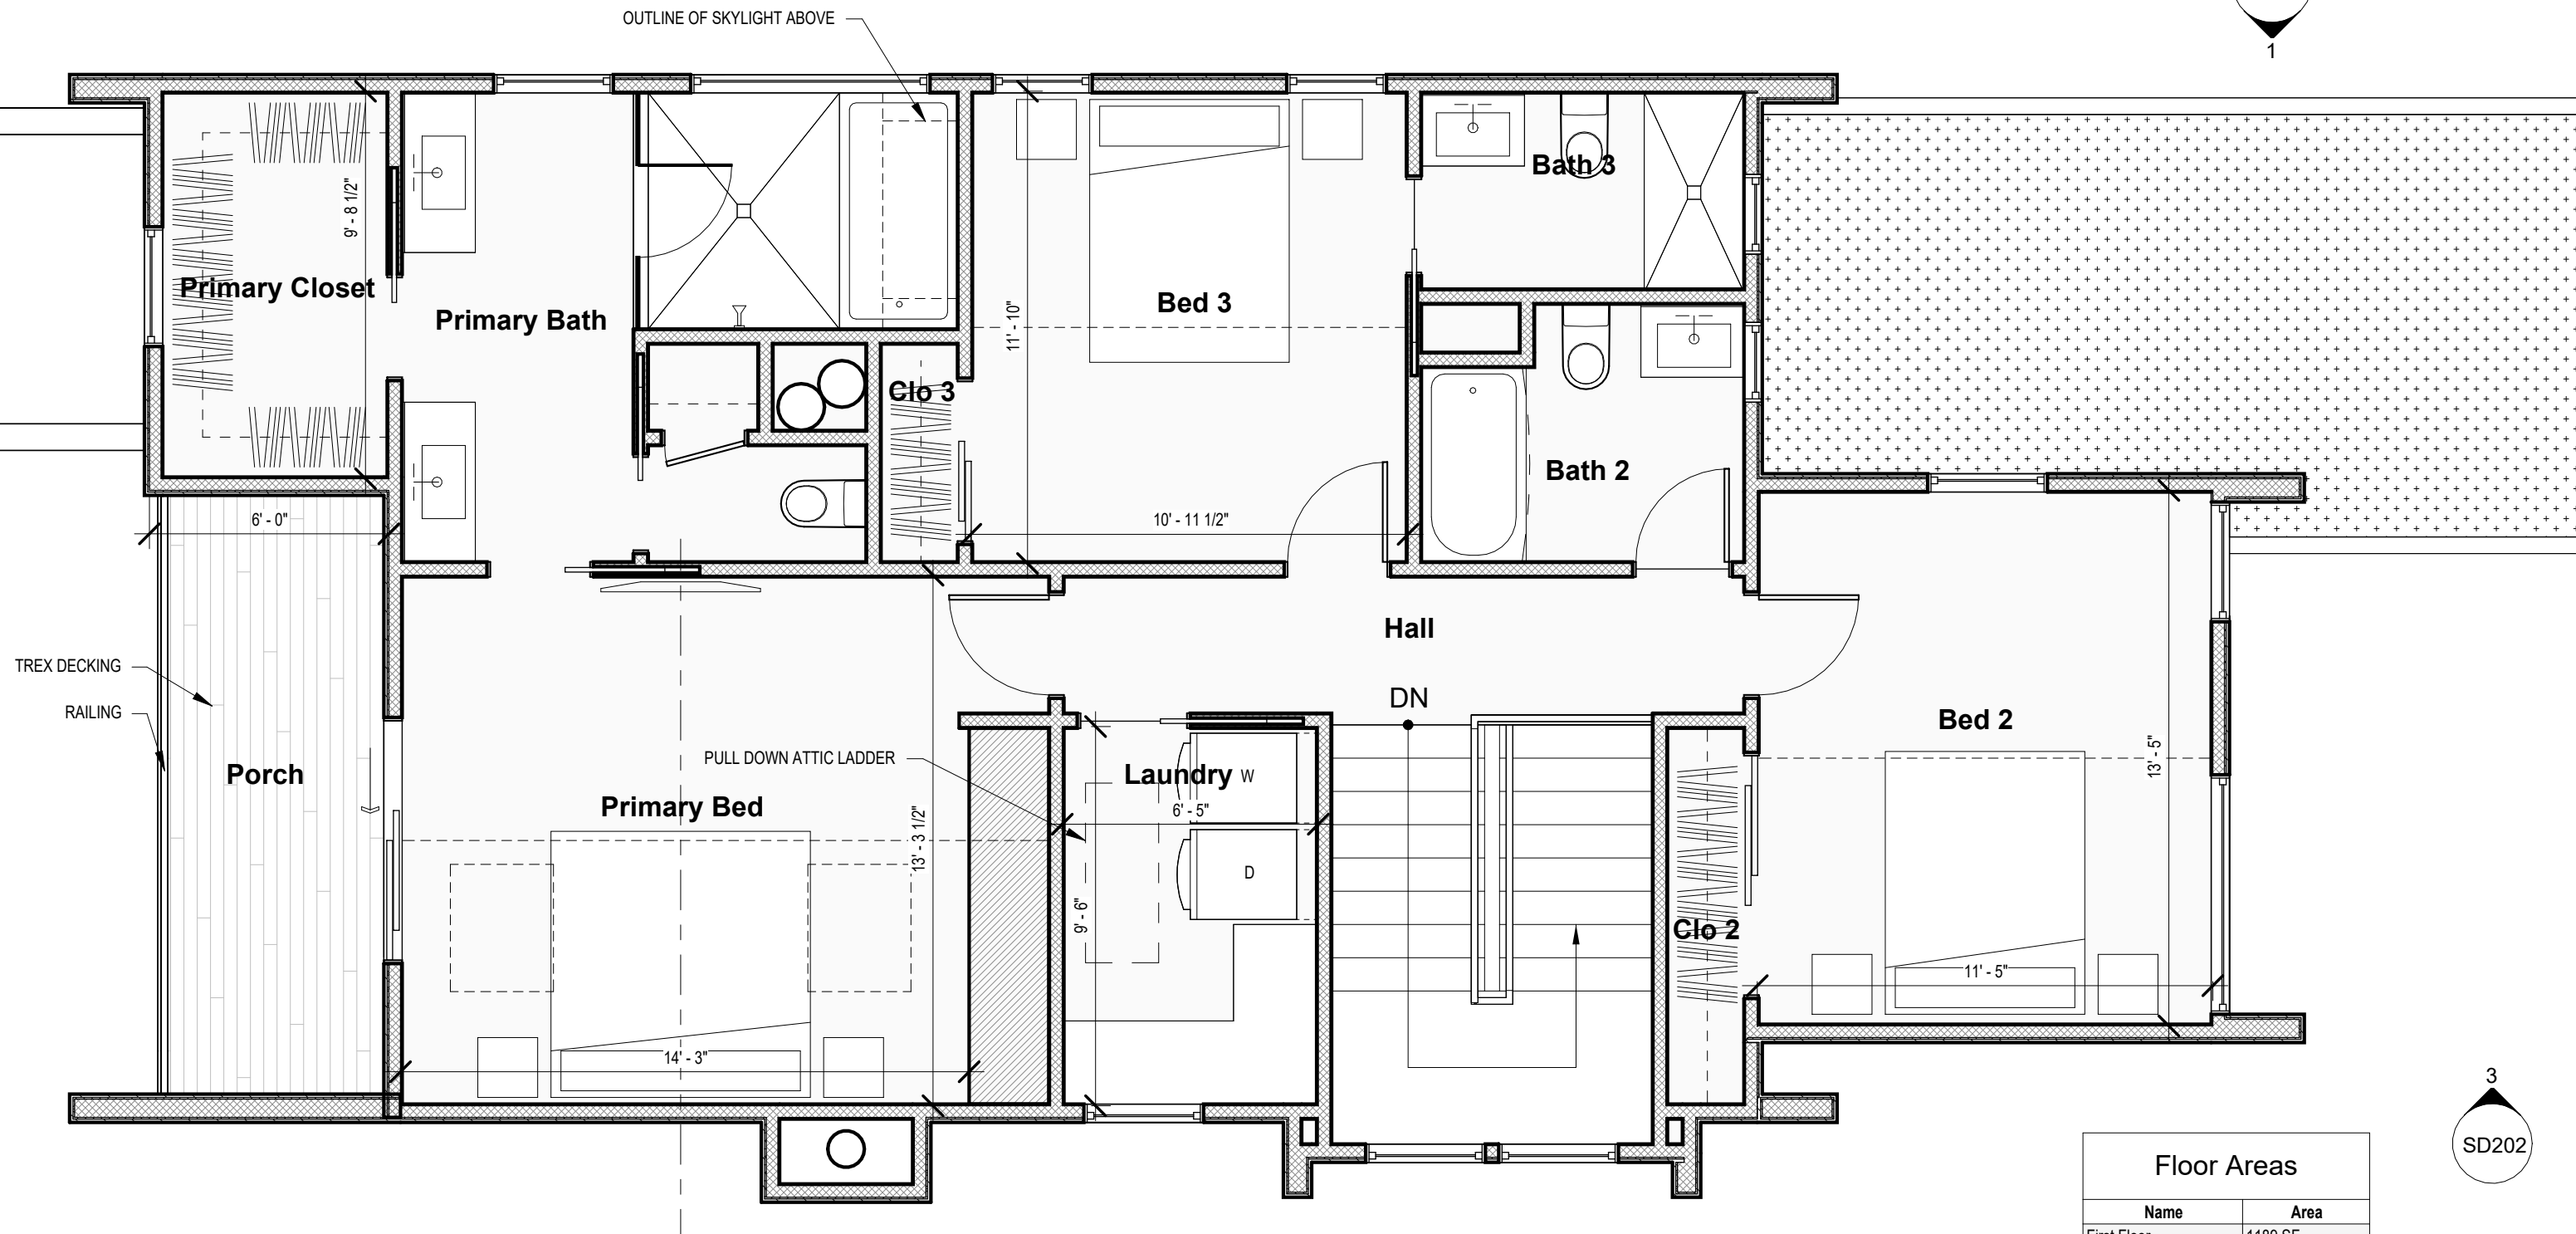 OUTLINE OF SKYLIGHT ABOVE
1
9' - 8 1/2"
Primary Closet
Primary Bath
11' - 10"
Bed 3
Bath 3
Clo 3
Bath 2
6' - 0"
10' - 11 1/2"
Hall
TREX DECKING
RAILING
DN
Porch
PULL DOWN ATTIC LADDER
Primary Bed
13' - 3 1/2"
Laundry
W
6' - 5"
D
9' - 6"
Bed 2
13' - 5"
Clo 2
11' - 5"
14' - 3"
3
SD202
Floor Areas
Name Area
First Floor